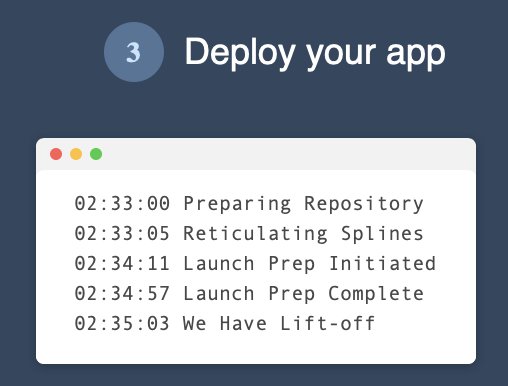 3 Deploy your app
02:33:00 Preparing Repository
02:33:05 Reticulating Splines
02:34:11 Launch Prep Initiated
02:34:57 Launch Prep Complete
02:35:03 We Have Lift-off